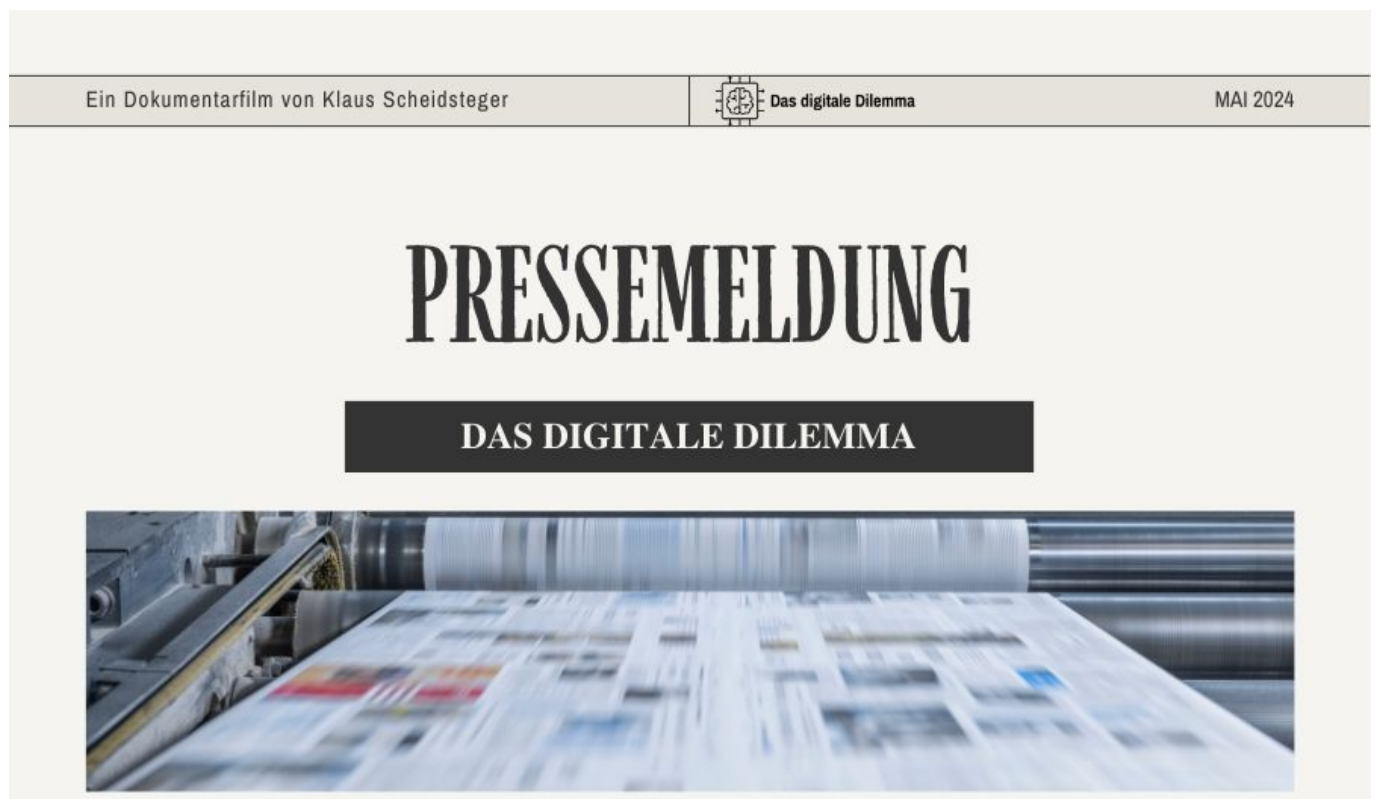 Ein Dokumentarfilm von Klaus Scheidsteger
Das digitale Dilemma
MAI 2024
PRESSEMELDUNG
DAS DIGITALE DILEMMA